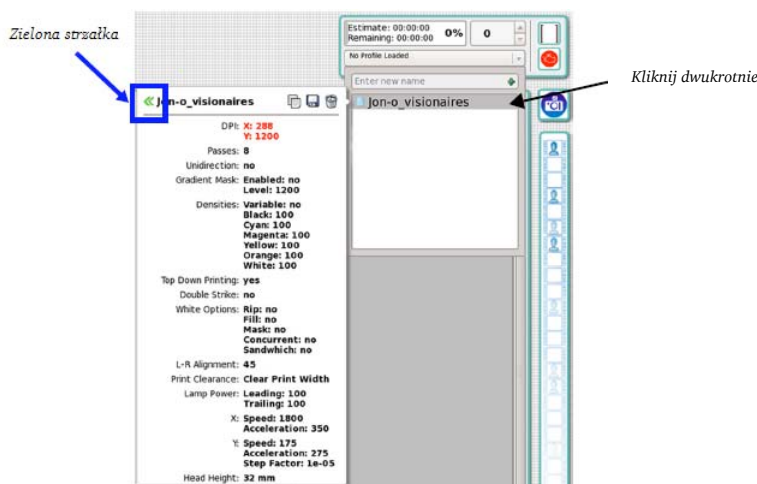 Zielona strzałka
Estimate: 00:00:00
Remaining: 00:00:00
0%
0
No Profile Loaded
Enter new name
Kliknij dwukrotnie
Jon-o_visionaires
Jon-o_visionaires
DPI: X: 288
Y: 1200
Passes: 8
Unidirection: no
Gradient Mask: Enabled: no
Level: 1200
Densities: Variable: no
Black: 100
Cyan: 100
Magenta: 100
Yellow: 100
Orange: 100
White: 100
Top Down Printing: yes
Double Strike: no
White Options: Rip: no
Fill: no
Mask: no
Concurrent: no
Sandwhich: no
L-R Alignment: 45
Print Clearance: Clear Print Width
Lamp Power: Leading: 100
Trailing: 100
X: Speed: 1800
Acceleration: 350
Y: Speed: 175
Acceleration: 275
Step Factor: 1e-05
Head Height: 32 mm